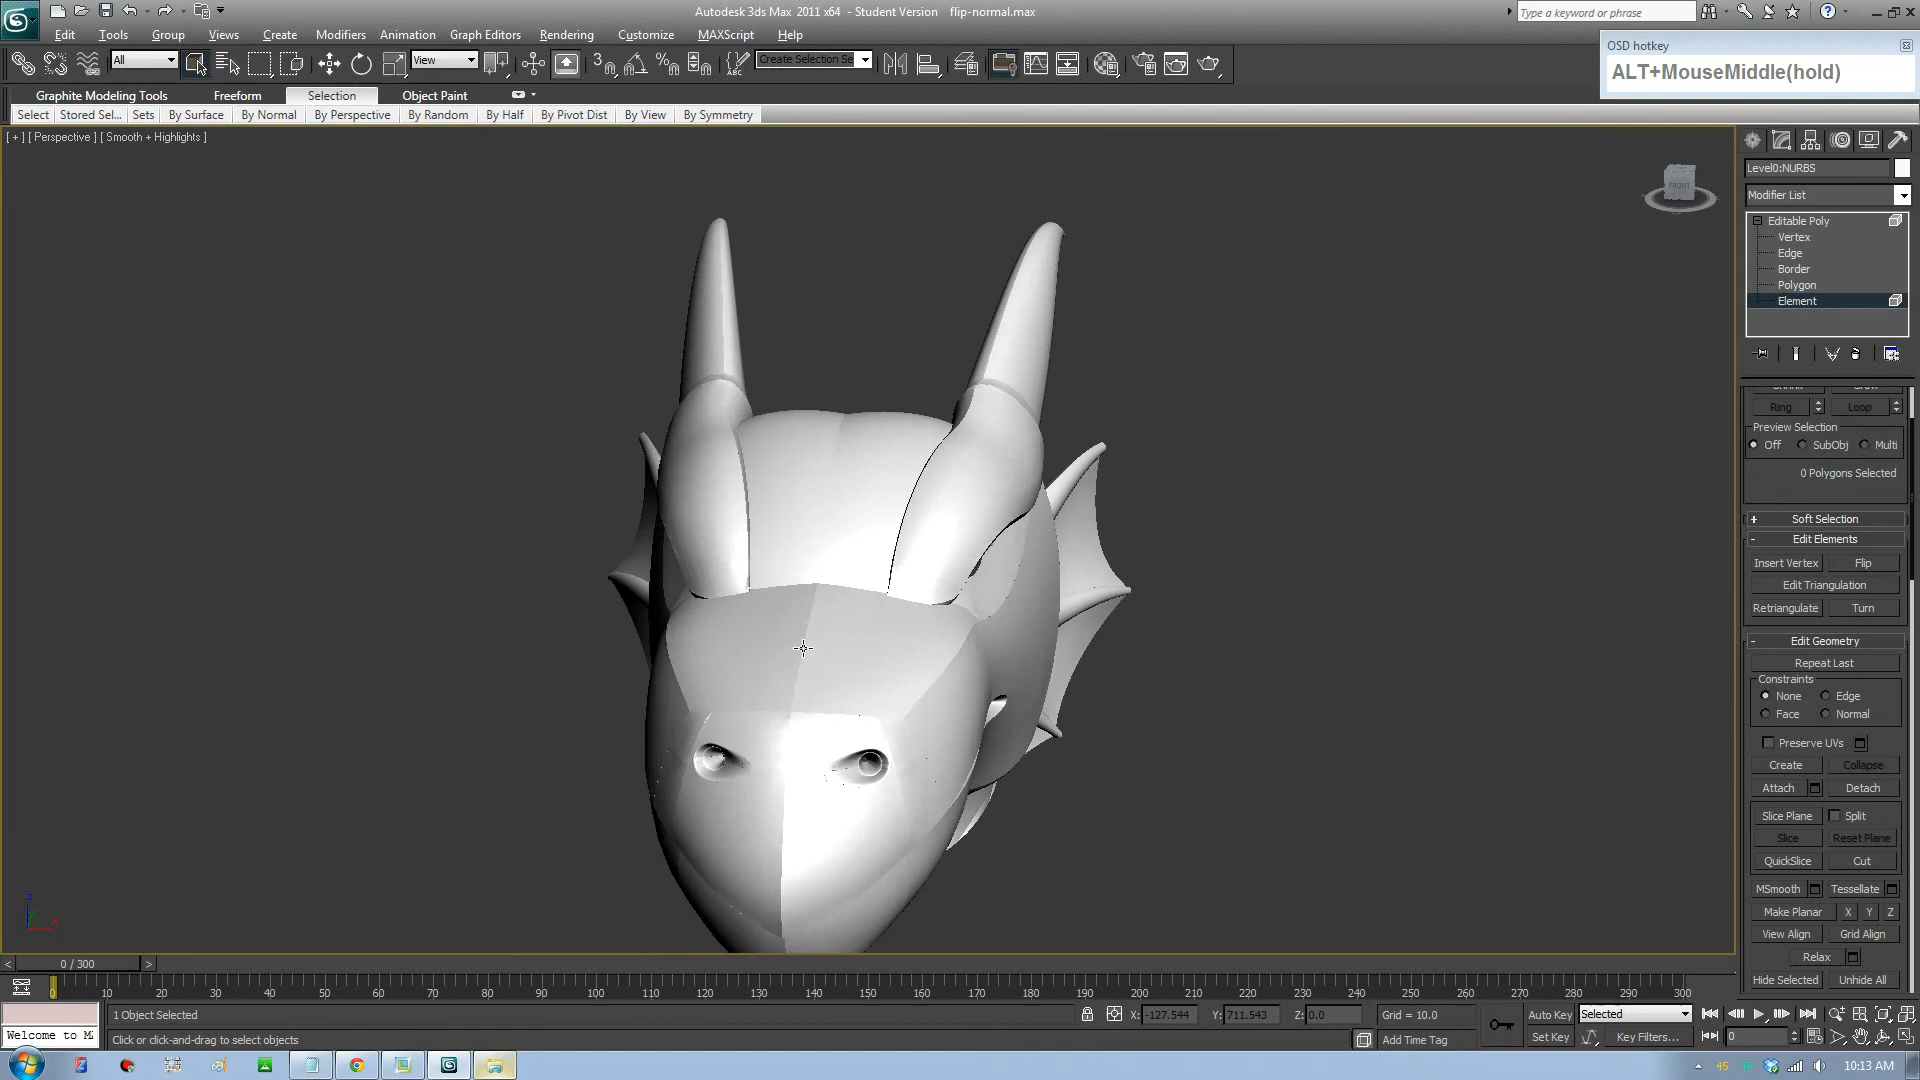 Autodesk 3ds Max 2011 x64 - Student Version flip-normal.max
Type a keyword or phrase
Edit Tools Group Views Create Modifiers Animation Graph Editors Rendering Customize MAXScript Help
OSD hotkey
ALT+MouseMiddle(hold)
All View 3 Create Selection Se
Graphite Modeling Tools Freeform Selection Object Paint
Select Stored Sel... Sets By Surface By Normal By Perspective By Random By Half By Pivot Dist By View By Symmetry
[ + ] [ Perspective ] [ Smooth + Highlights ]
FRONT
Level0:NURBS
Modifier List
Editable Poly
Vertex
Edge
Border
Polygon
Element
Ring Loop
Preview Selection
Off SubObj Multi
0 Polygons Selected
+ Soft Selection
- Edit Elements
Insert Vertex Flip
Edit Triangulation
Retriangulate Turn
- Edit Geometry
Repeat Last
Constraints
None Edge
Face Normal
Preserve UVs
Create Collapse
Attach Detach
Slice Plane Split
Slice Reset Plane
QuickSlice Cut
MSmooth Tessellate
Make Planar X Y Z
View Align Grid Align
Relax
Hide Selected Unhide All
z
y
x
< 0 / 300 >
0 10 20 30 40 50 60 70 80 90 100 110 120 130 140 150 160 170 180 190 200 210 220 230 240 250 260 270 280 290 300
1 Object Selected X: -127.544 Y: 711.543 Z: 0.0 Grid = 10.0 Auto Key Selected
Welcome to Mi Click or click-and-drag to select objects Add Time Tag Set Key Key Filters... 0
45 10:13 AM